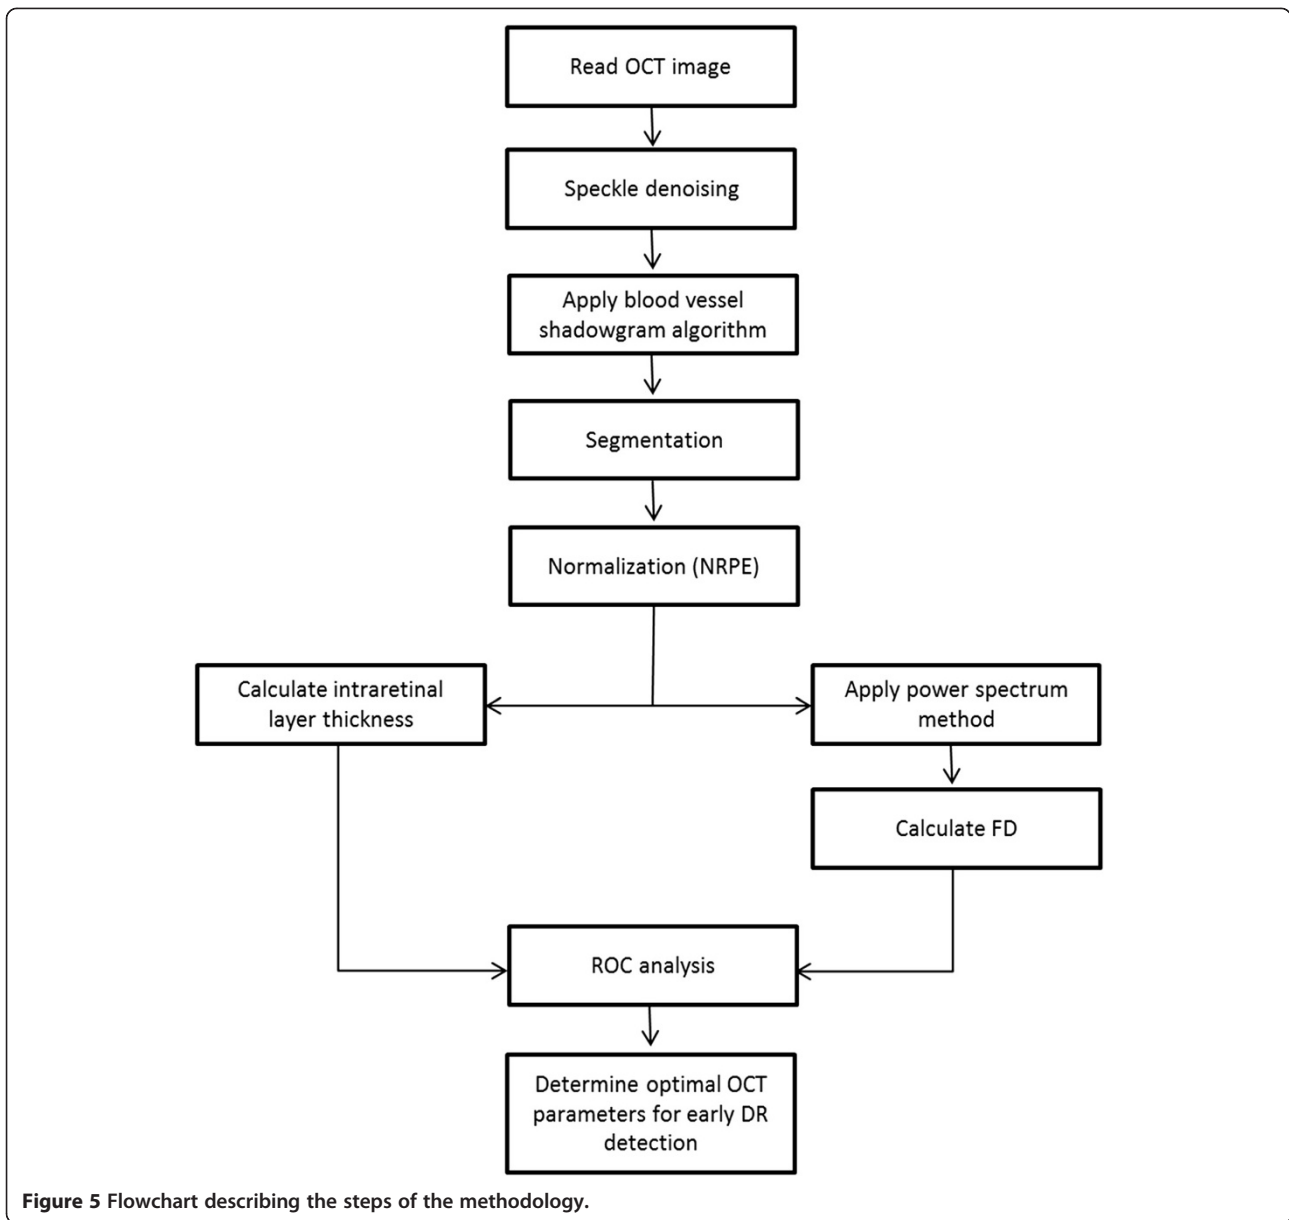 Read OCT image
Speckle denoising
Apply blood vessel
shadowgram algorithm
Segmentation
Normalization (NRPE)
Calculate intraretinal
layer thickness
Apply power spectrum
method
Calculate FD
ROC analysis
Determine optimal OCT
parameters for early DR
detection
Figure 5 Flowchart describing the steps of the methodology.